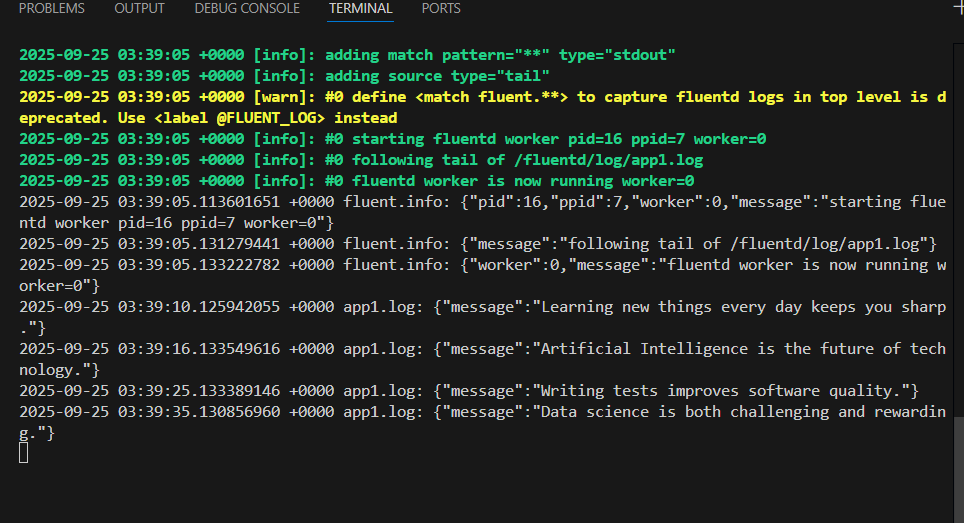 PROBLEMS OUTPUT DEBUG CONSOLE TERMINAL PORTS
2025-09-25 03:39:05 +0000 [info]: adding match pattern="**" type="stdout"
2025-09-25 03:39:05 +0000 [info]: adding source type="tail"
2025-09-25 03:39:05 +0000 [warn]: #0 define <match fluent.**> to capture fluentd logs in top level is d
eprecated. Use <label @FLUENT_LOG> instead
2025-09-25 03:39:05 +0000 [info]: #0 starting fluentd worker pid=16 ppid=7 worker=0
2025-09-25 03:39:05 +0000 [info]: #0 following tail of /fluentd/log/app1.log
2025-09-25 03:39:05 +0000 [info]: #0 fluentd worker is now running worker=0
2025-09-25 03:39:05.113601651 +0000 fluent.info: {"pid":16,"ppid":7,"worker":0,"message":"starting flue
ntd worker pid=16 ppid=7 worker=0"}
2025-09-25 03:39:05.131279441 +0000 fluent.info: {"message":"following tail of /fluentd/log/app1.log"}
2025-09-25 03:39:05.133222782 +0000 fluent.info: {"worker":0,"message":"fluentd worker is now running w
orker=0"}
2025-09-25 03:39:10.125942055 +0000 app1.log: {"message":"Learning new things every day keeps you sharp
."}
2025-09-25 03:39:16.133549616 +0000 app1.log: {"message":"Artificial Intelligence is the future of tech
nology."}
2025-09-25 03:39:25.133389146 +0000 app1.log: {"message":"Writing tests improves software quality."}
2025-09-25 03:39:35.130856960 +0000 app1.log: {"message":"Data science is both challenging and rewardin
g."}